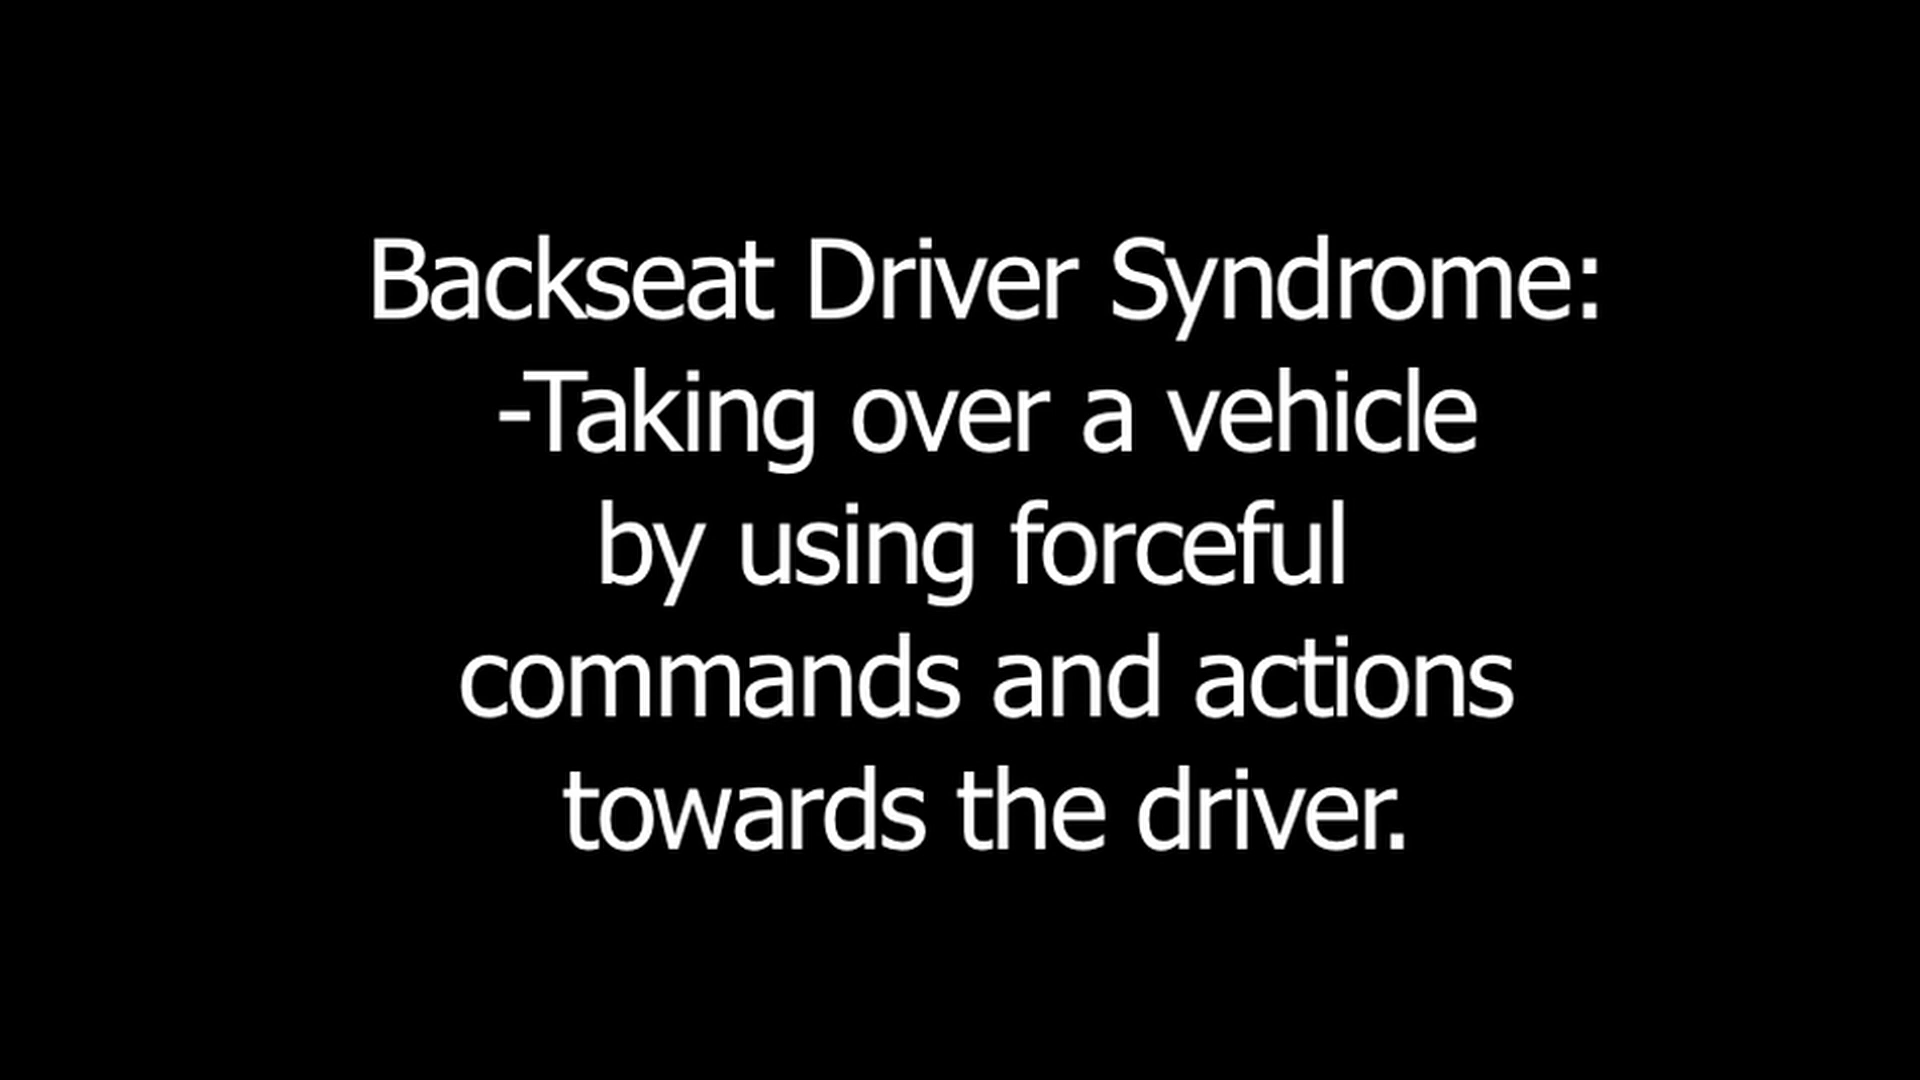 Backseat Driver Syndrome:
-Taking over a vehicle
by using forceful
commands and actions
towards the driver.